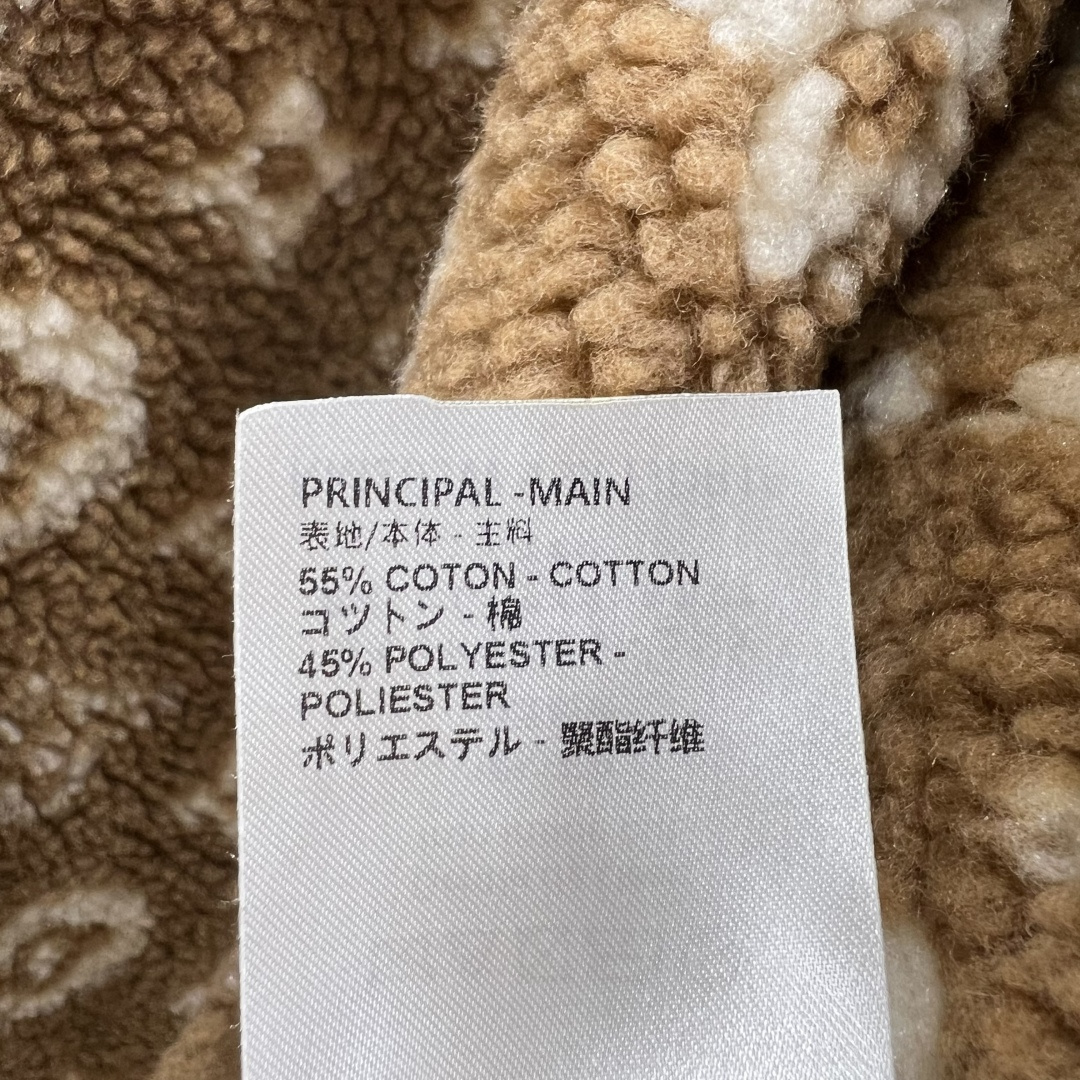 PRINCIPAL -MAIN
表地/本体 - 主料
55% COTON - COTTON
コットン - 棉
45% POLYESTER -
POLIESTER
ポリエステル - 聚酯纤维